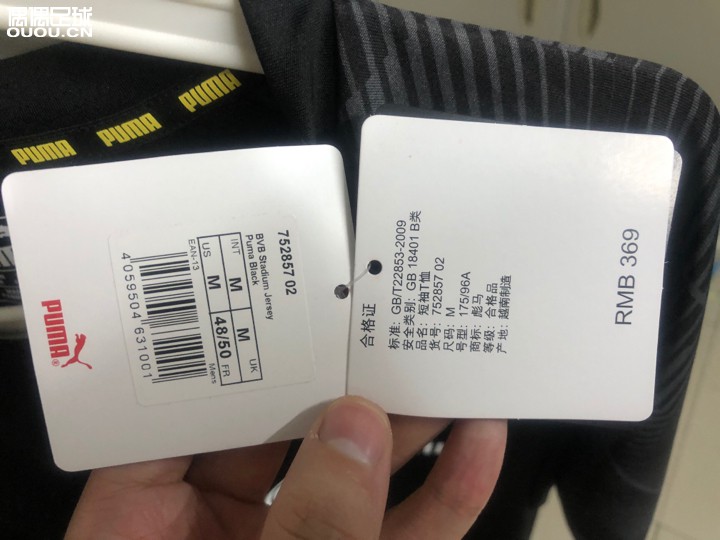 偶偶足球
OUOU.CN
PUMA
PUMA
PUMA
752857 02
BVB Stadium Jersey
Puma Black
INT M M UK
US M 48/50 FR
EAN-13
Mens
4 059504 631001
PUMA®
合格证
标准: GB/T22853-2009
安全类别: GB 18401 B类
品名: 短袖T恤
货号: 752857 02
尺码: M
号型: 175/96A
商标: 彪马
等级: 合格品
产地: 越南制造
RMB 369